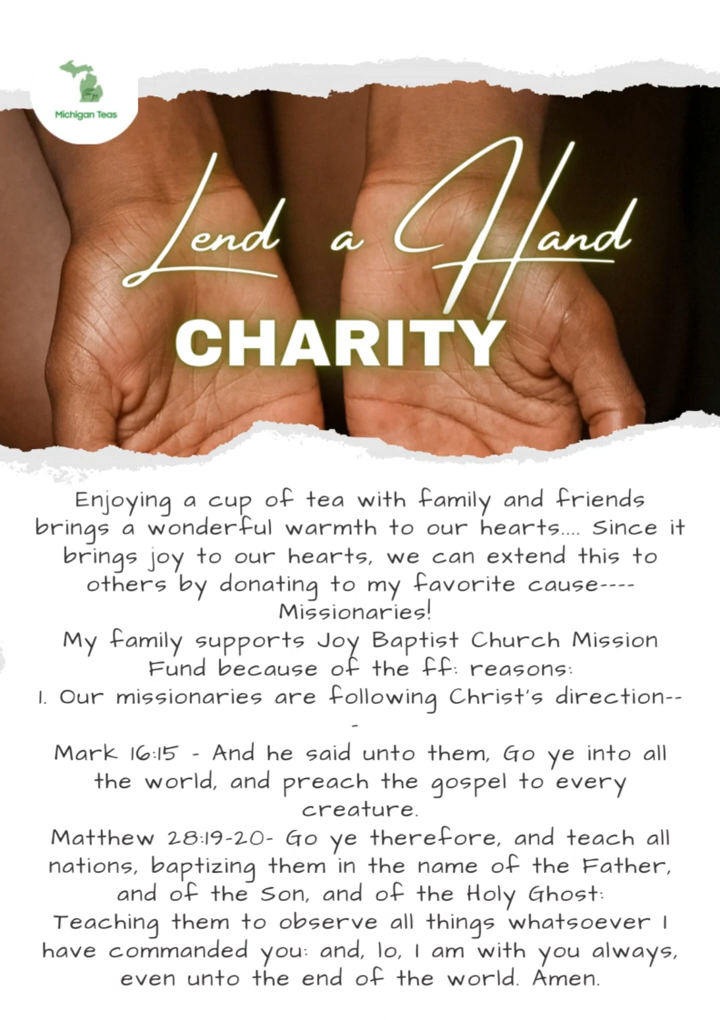 Michigan Teas
Lend a Hand
CHARITY
Enjoying a cup of tea with family and friends
brings a wonderful warmth to our hearts.... Since it
brings joy to our hearts, we can extend this to
others by donating to my favorite cause----
Missionaries!
My family supports Joy Baptist Church Mission
Fund because of the ff: reasons:
1. Our missionaries are following Christ's direction--
-
Mark 16:15 - And he said unto them, Go ye into all
the world, and preach the gospel to every
creature.
Matthew 28:19-20- Go ye therefore, and teach all
nations, baptizing them in the name of the Father,
and of the Son, and of the Holy Ghost:
Teaching them to observe all things whatsoever I
have commanded you: and, lo, I am with you always,
even unto the end of the world. Amen.